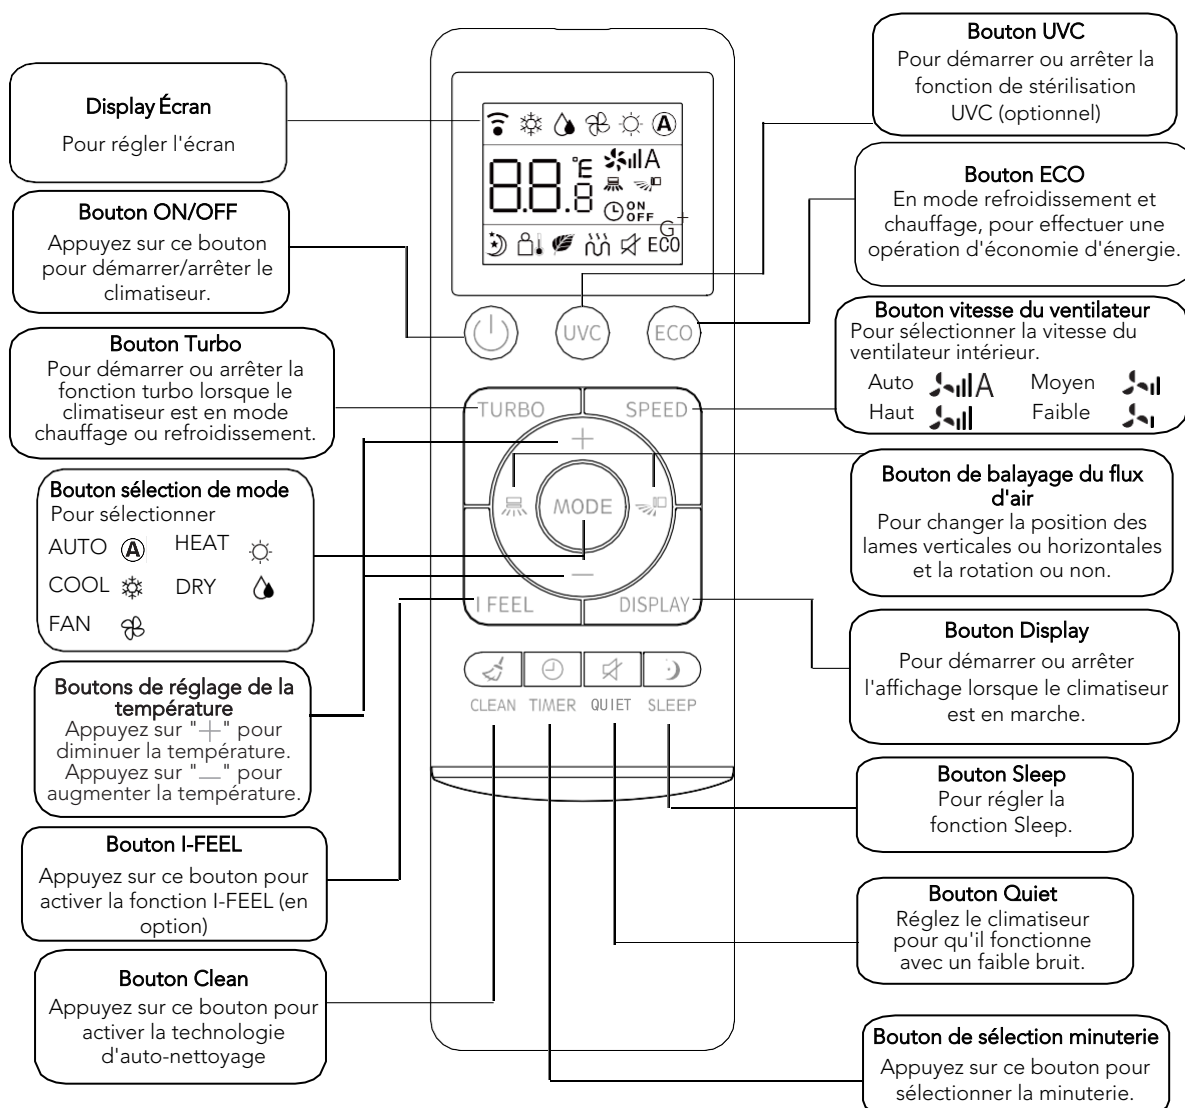 Display Écran
Pour régler l'écran
Bouton ON/OFF
Appuyez sur ce bouton
pour démarrer/arrêter le
climatiseur.
Bouton Turbo
Pour démarrer ou arrêter la
fonction turbo lorsque le
climatiseur est en mode
chauffage ou refroidissement.
Bouton sélection de mode
Pour sélectionner
AUTO A HEAT
COOL DRY
FAN
Boutons de réglage de la
température
Appuyez sur "+" pour
diminuer la température.
Appuyez sur "—" pour
augmenter la température.
Bouton I-FEEL
Appuyez sur ce bouton pour
activer la fonction I-FEEL (en
option)
Bouton Clean
Appuyez sur ce bouton pour
activer la technologie
d'auto-nettoyage
A
88.8 °E A
ON
OFF
G+
ECO
UVC ECO
TURBO SPEED
+
MODE
—
I FEEL DISPLAY
CLEAN TIMER QUIET SLEEP
Bouton UVC
Pour démarrer ou arrêter la
fonction de stérilisation
UVC (optionnel)
Bouton ECO
En mode refroidissement et
chauffage, pour effectuer une
opération d'économie d'énergie.
Bouton vitesse du ventilateur
Pour sélectionner la vitesse du
ventilateur intérieur.
Auto A Moyen
Haut Faible
Bouton de balayage du flux
d'air
Pour changer la position des
lames verticales ou horizontales
et la rotation ou non.
Bouton Display
Pour démarrer ou arrêter
l'affichage lorsque le climatiseur
est en marche.
Bouton Sleep
Pour régler la
fonction Sleep.
Bouton Quiet
Réglez le climatiseur
pour qu'il fonctionne
avec un faible bruit.
Bouton de sélection minuterie
Appuyez sur ce bouton pour
sélectionner la minuterie.